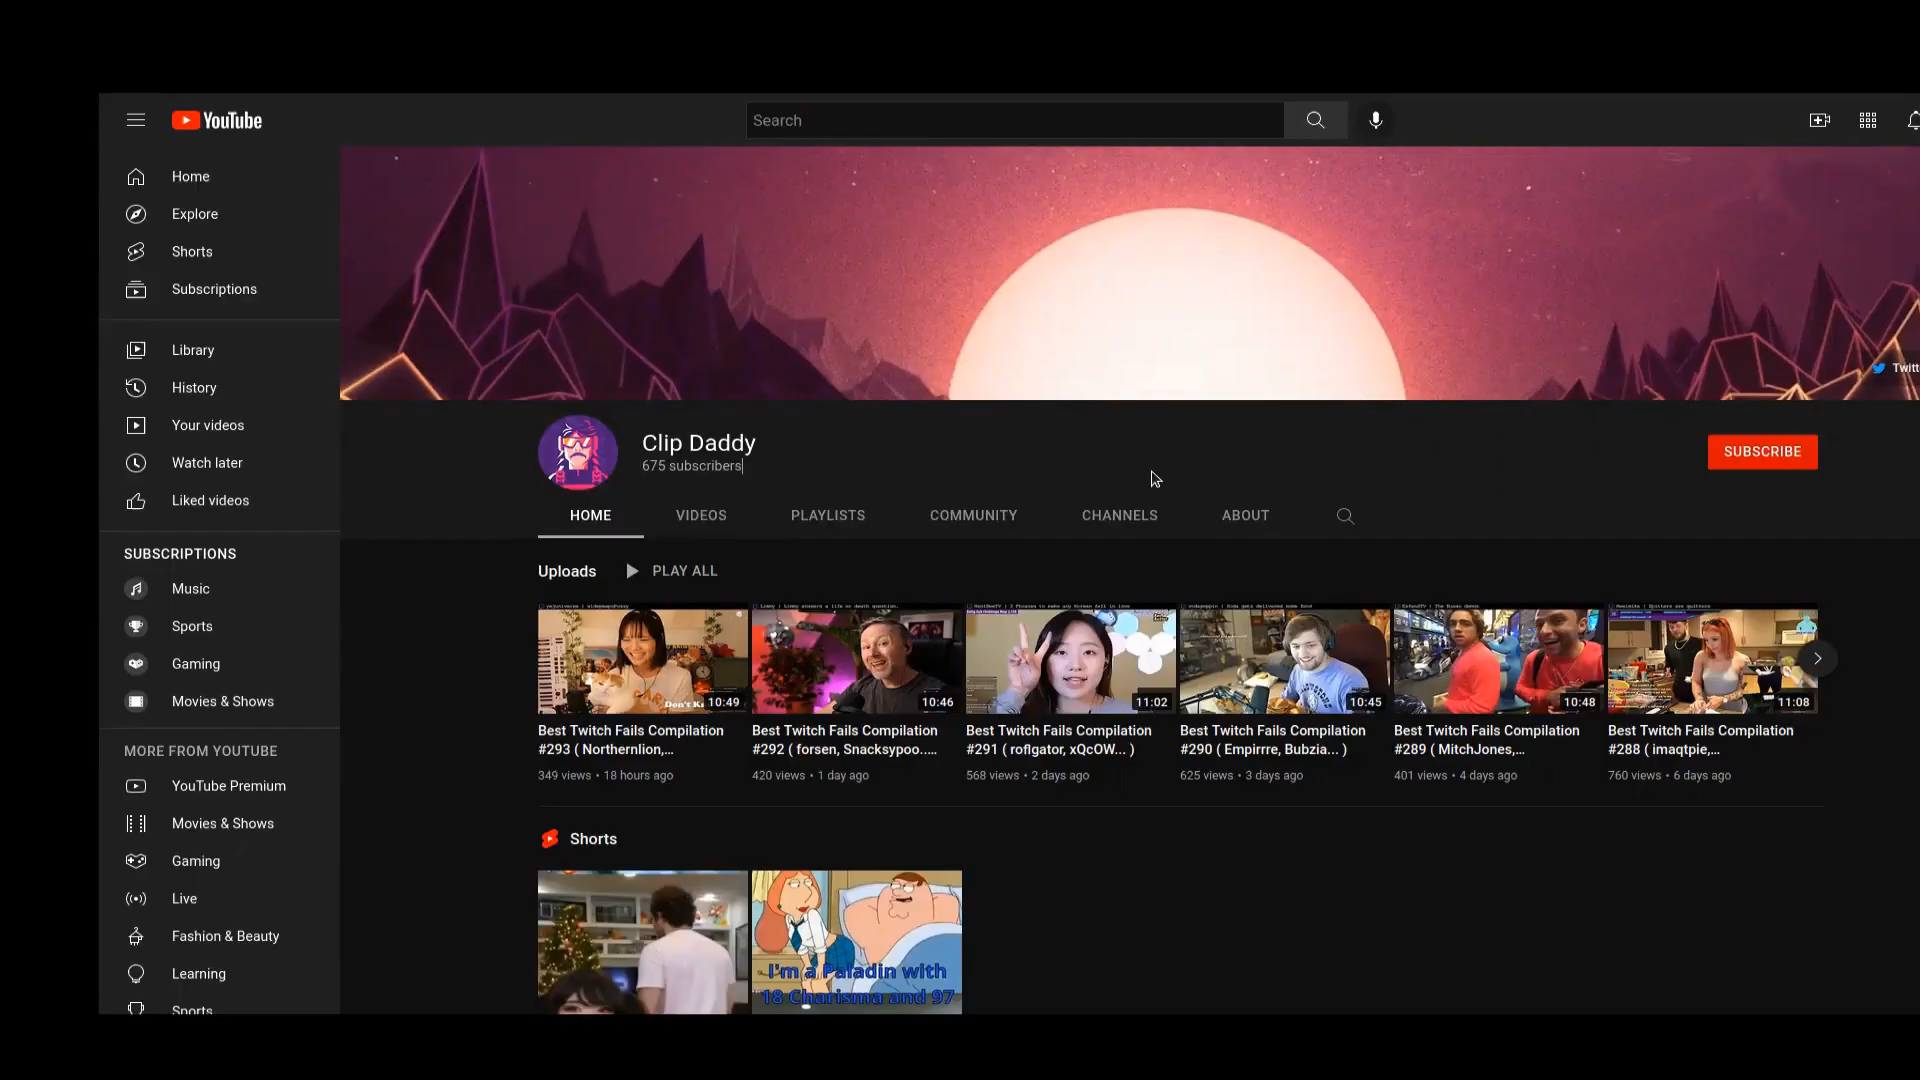 YouTube
Search
Home
Explore
Shorts
Subscriptions
Library
History
Your videos
Watch later
Liked videos
SUBSCRIPTIONS
Music
Sports
Gaming
Movies & Shows
MORE FROM YOUTUBE
YouTube Premium
Movies & Shows
Gaming
Live
Fashion & Beauty
Learning
Sports
Twitt
Clip Daddy
675 subscribers
SUBSCRIBE
HOME VIDEOS PLAYLISTS COMMUNITY CHANNELS ABOUT
Uploads PLAY ALL
10:49 10:46 11:02 10:45 10:48 11:08
Best Twitch Fails Compilation
#293 ( Northernlion,...
349 views • 18 hours ago
Best Twitch Fails Compilation
#292 ( forsen, Snacksypoo.....
420 views • 1 day ago
Best Twitch Fails Compilation
#291 ( roflgator, xQcOW... )
568 views • 2 days ago
Best Twitch Fails Compilation
#290 ( Empirrre, Bubzia... )
625 views • 3 days ago
Best Twitch Fails Compilation
#289 ( MitchJones,...
401 views • 4 days ago
Best Twitch Fails Compilation
#288 ( imaqtpie,...
760 views • 6 days ago
Shorts
I'm a Paladin with
18 Charisma and 97